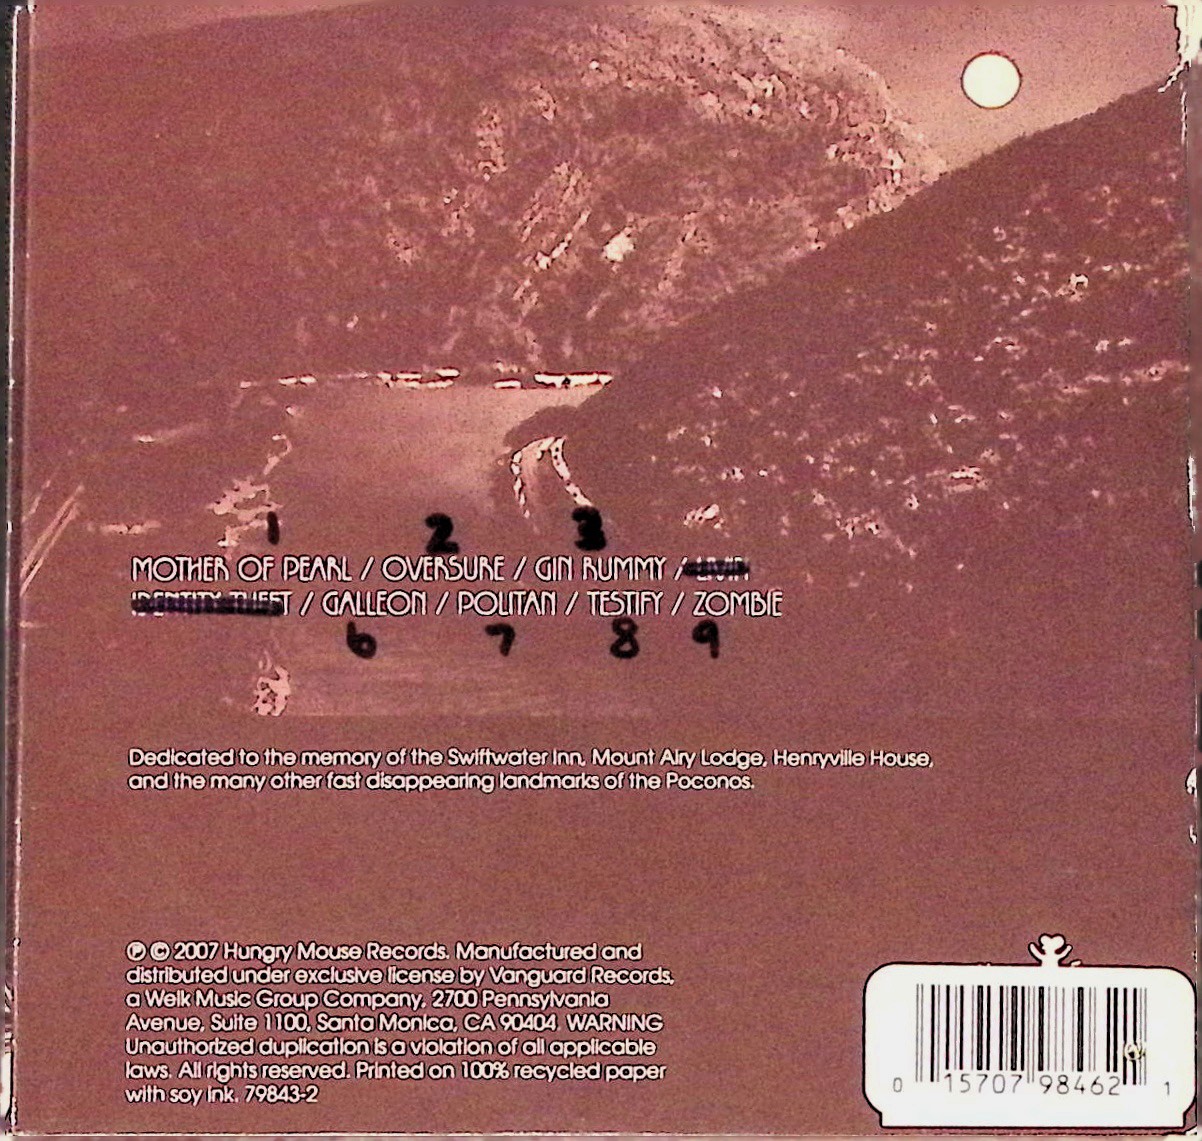 1 2 3
MOTHER OF PEARL / OVERSURE / GIN RUMMY /
IDENTITY THEFT / GALLEON / POLITAN / TESTIFY / ZOMBIE
6 7 8 9
Dedicated to the memory of the Swiftwater Inn, Mount Airy Lodge, Henryville House,
and the many other fast disappearing landmarks of the Poconos.
℗ © 2007 Hungry Mouse Records. Manufactured and
distributed under exclusive license by Vanguard Records,
a Welk Music Group Company, 2700 Pennsylvania
Avenue, Suite 1100, Santa Monica, CA 90404 WARNING
Unauthorized duplication is a violation of all applicable
laws. All rights reserved. Printed on 100% recycled paper
with soy ink. 79843-2
0 15707 98462 1